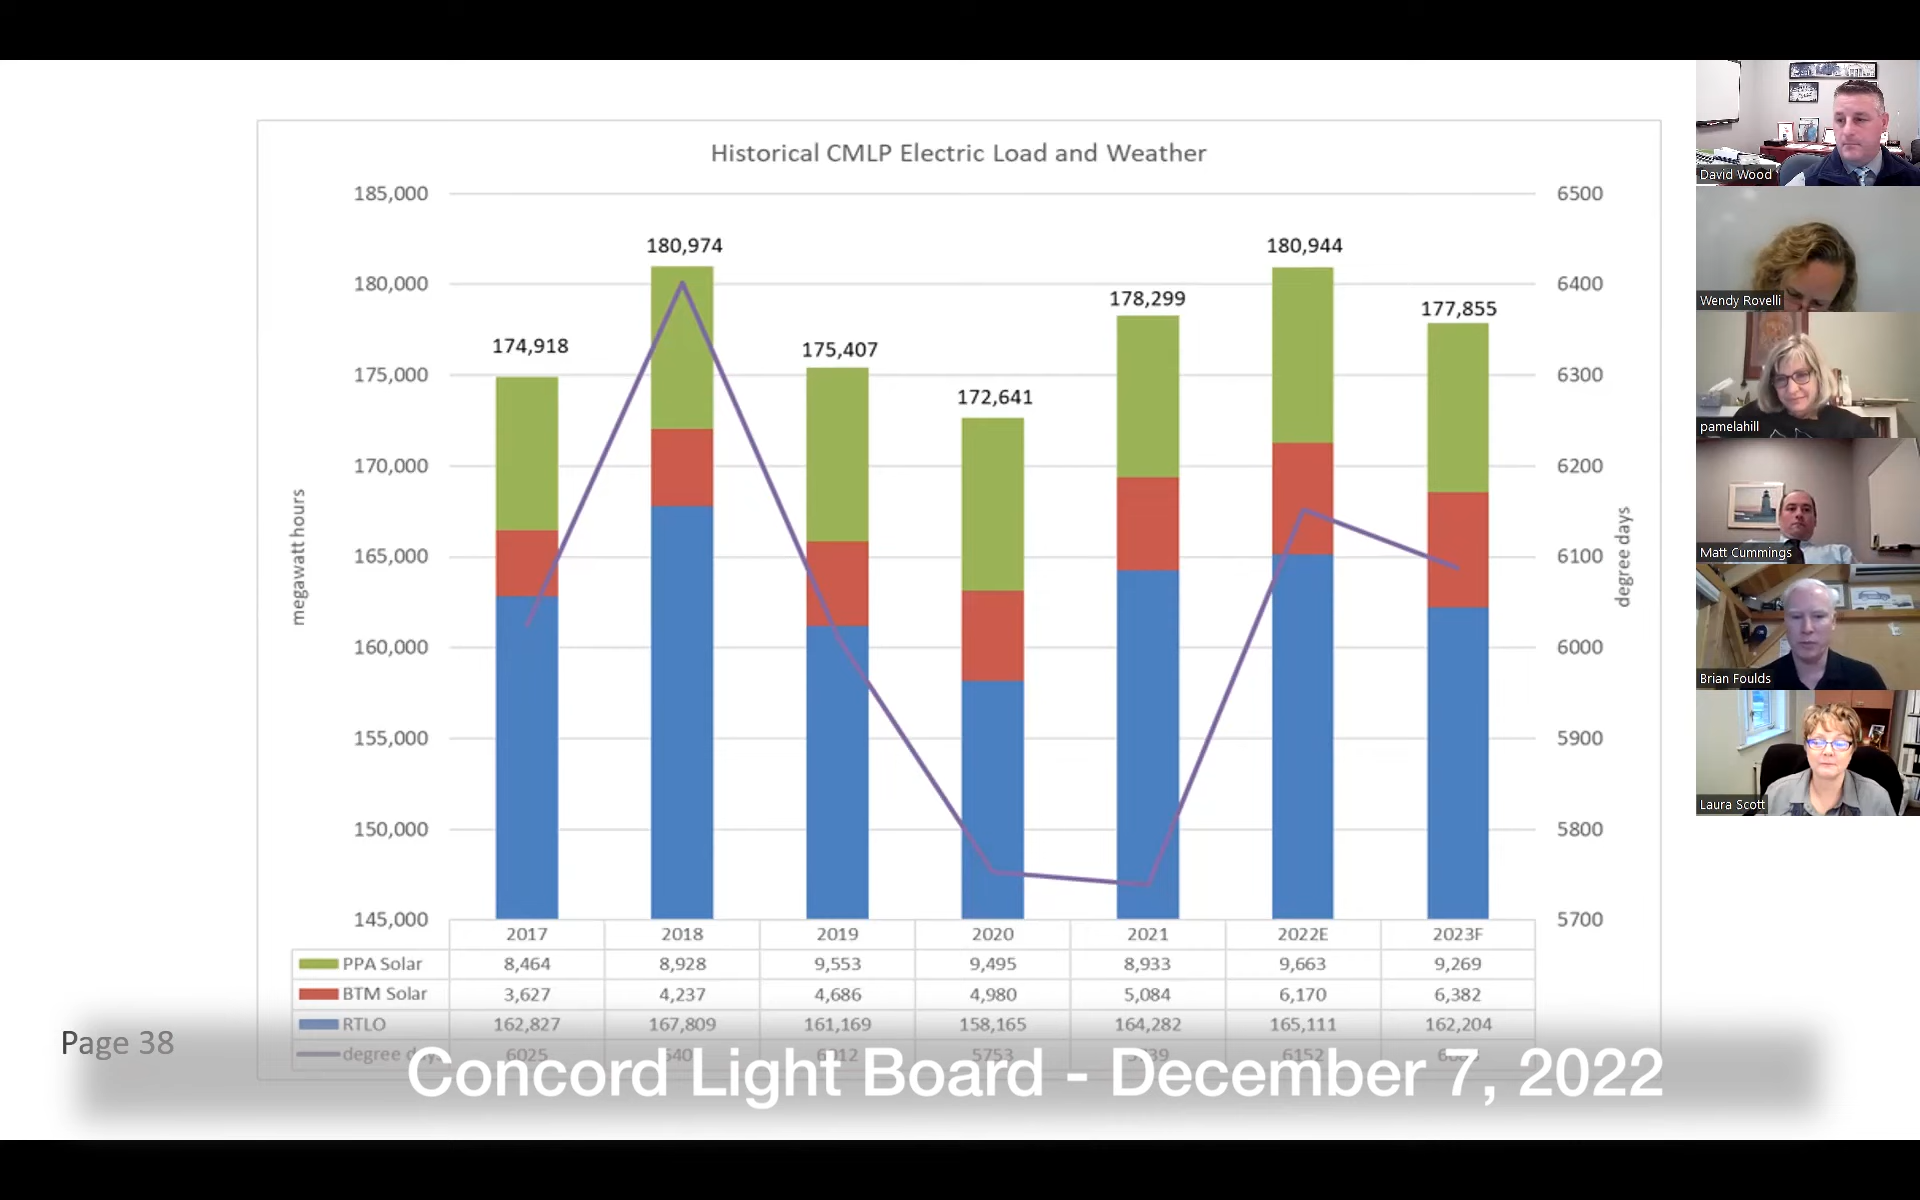 Historical CMLP Electric Load and Weather
185,000
180,000
175,000
170,000
165,000
160,000
155,000
150,000
145,000
megawatt hours
174,918
180,974
175,407
172,641
178,299
180,944
177,855
6500
6400
6300
6200
6100
6000
5900
5800
5700
degree days
2017 2018 2019 2020 2021 2022E 2023F
PPA Solar 8,464 8,928 9,553 9,495 8,933 9,663 9,269
BTM Solar 3,627 4,237 4,686 4,980 5,084 6,170 6,382
RTLO 162,827 167,809 161,169 158,165 164,282 165,111 162,204
degree 6025 5753 6152
Page 38
Concord Light Board - December 7, 2022
David Wood
Wendy Rovelli
pamelahill
Matt Cummings
Brian Foulds
Laura Scott